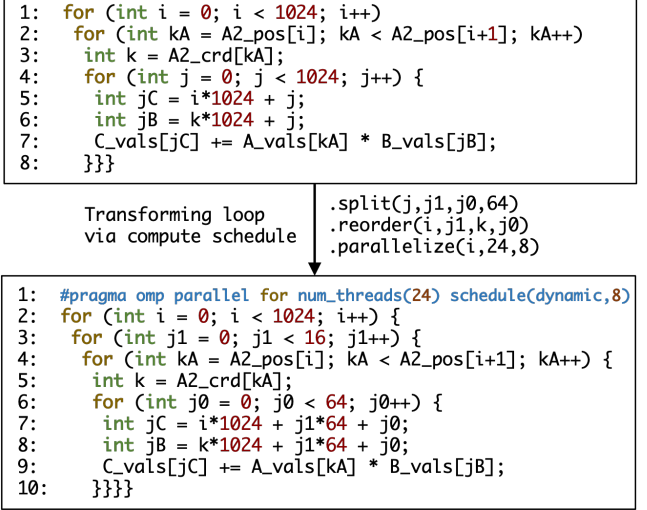 1: for (int i = 0; i < 1024; i++)
2: for (int kA = A2_pos[i]; kA < A2_pos[i+1]; kA++)
3: int k = A2_crd[kA];
4: for (int j = 0; j < 1024; j++) {
5: int jC = i*1024 + j;
6: int jB = k*1024 + j;
7: C_vals[jC] += A_vals[kA] * B_vals[jB];
8: }}}
Transforming loop
via compute schedule
.split(j,j1,j0,64)
.reorder(i,j1,k,j0)
.parallelize(i,24,8)
1: #pragma omp parallel for num_threads(24) schedule(dynamic,8)
2: for (int i = 0; i < 1024; i++) {
3: for (int j1 = 0; j1 < 16; j1++) {
4: for (int kA = A2_pos[i]; kA < A2_pos[i+1]; kA++) {
5: int k = A2_crd[kA];
6: for (int j0 = 0; j0 < 64; j0++) {
7: int jC = i*1024 + j1*64 + j0;
8: int jB = k*1024 + j1*64 + j0;
9: C_vals[jC] += A_vals[kA] * B_vals[jB];
10: }}}}